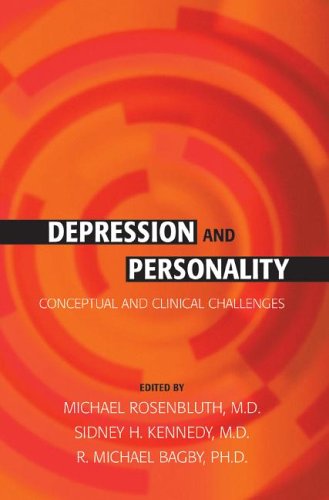 DEPRESSION AND
PERSONALITY
CONCEPTUAL AND CLINICAL CHALLENGES
EDITED BY
MICHAEL ROSENBLUTH, M.D.
SIDNEY H. KENNEDY, M.D.
R. MICHAEL BAGBY, PH.D.